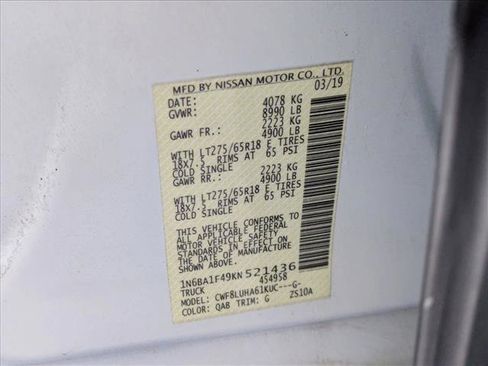 MFD BY NISSAN MOTOR CO., LTD.
DATE: 03/19
GVWR: 4078 KG
8990 LB
GAWR FR.: 2223 KG
4900 LB
WITH LT275/65R18 E TIRES
18X7.5 RIMS AT 65 PSI
COLD SINGLE
GAWR RR.: 2223 KG
4900 LB
WITH LT275/65R18 E TIRES
18X7.5 RIMS AT 65 PSI
COLD SINGLE
THIS VEHICLE CONFORMS TO
ALL APPLICABLE FEDERAL
MOTOR VEHICLE SAFETY
STANDARDS IN EFFECT ON
THE DATE OF MANUFACTURE
SHOWN ABOVE.
1N6BA1F49KN521436
TRUCK 454958
MODEL: CWF8LUHA61KUC---G-
COLOR: QAB TRIM: G ZS10A